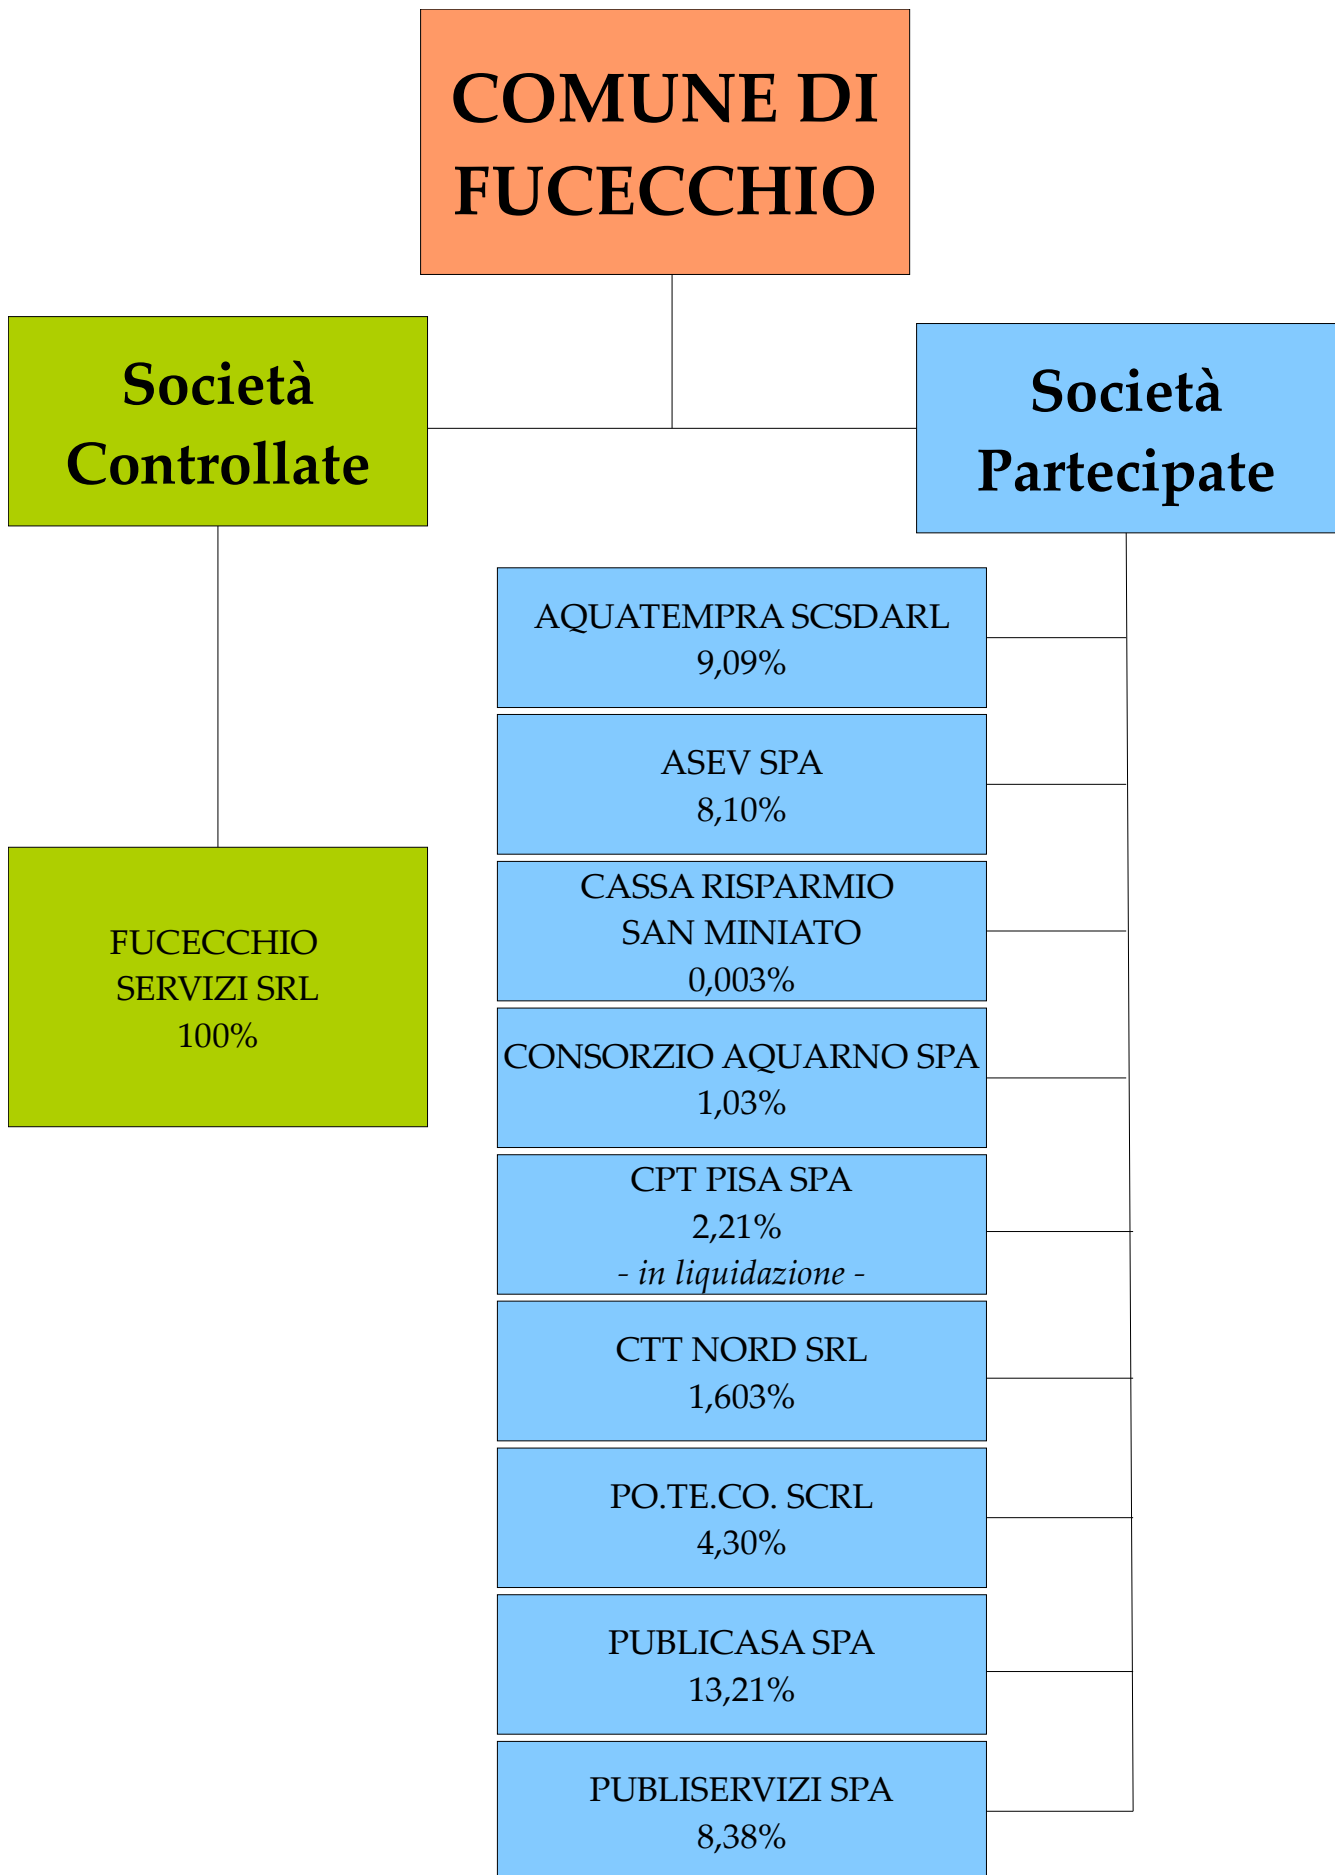 COMUNE DI
FUCECCHIO
Società
Controllate
Società
Partecipate
FUCECCHIO
SERVIZI SRL
100%
AQUATEMPRA SCSDARL
9,09%
ASEV SPA
8,10%
CASSA RISPARMIO
SAN MINIATO
0,003%
CONSORZIO AQUARNO SPA
1,03%
CPT PISA SPA
2,21%
- in liquidazione -
CTT NORD SRL
1,603%
PO.TE.CO. SCRL
4,30%
PUBLICASA SPA
13,21%
PUBLISERVIZI SPA
8,38%